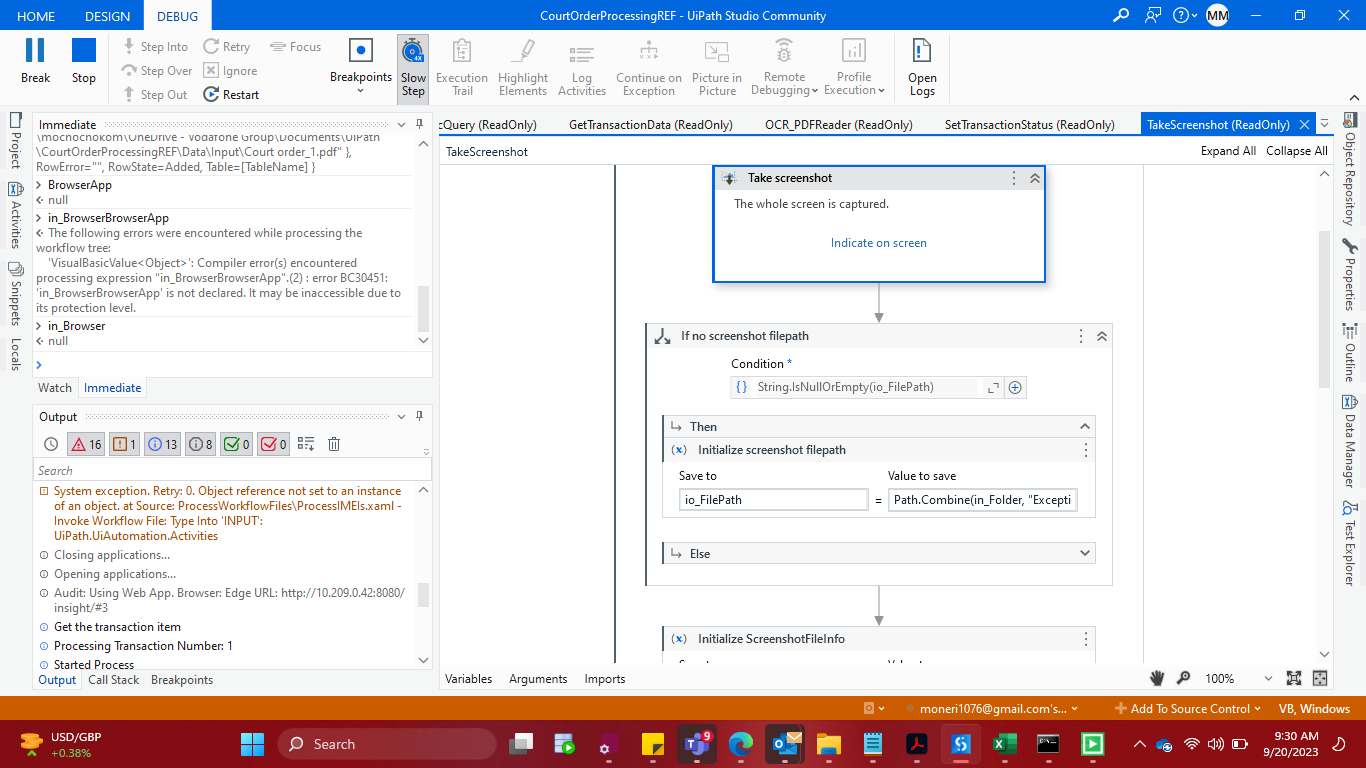 HOME DESIGN DEBUG
CourtOrderProcessingREF - UiPath Studio Community
MM
Break
Stop
Step Into
Step Over
Step Out
Retry
Ignore
Restart
Focus
Breakpoints
Slow
Step
Execution
Trail
Highlight
Elements
Log
Activities
Continue on
Exception
Picture in
Picture
Remote
Debugging
Profile
Execution
Open
Logs
Project
Activities
Snippets
Locals
Immediate
\mochochokom\OneDrive - Vodafone Group\Documents\UiPath
\CourtOrderProcessingREF\Data\Input\Court order_1.pdf" },
RowError="", RowState=Added, Table=[TableName] }
BrowserApp
null
in_BrowserBrowserApp
The following errors were encountered while processing the
workflow tree:
'VisualBasicValue<Object>': Compiler error(s) encountered
processing expression "in_BrowserBrowserApp".(2) : error BC30451:
'in_BrowserBrowserApp' is not declared. It may be inaccessible due to
its protection level.
in_Browser
null
Watch Immediate
Output
16 1 13 8 0 0
Search
System exception. Retry: 0. Object reference not set to an instance
of an object. at Source: ProcessWorkflowFiles\ProcessIMEIs.xaml -
Invoke Workflow File: Type Into 'INPUT':
UiPath.UiAutomation.Activities
Closing applications...
Opening applications...
Audit: Using Web App. Browser: Edge URL: http://10.209.0.42:8080/
insight/#3
Get the transaction item
Processing Transaction Number: 1
Started Process
Output Call Stack Breakpoints
cQuery (ReadOnly) GetTransactionData (ReadOnly) OCR_PDFReader (ReadOnly) SetTransactionStatus (ReadOnly) TakeScreenshot (ReadOnly)
TakeScreenshot
Expand All Collapse All
Take screenshot
The whole screen is captured.
Indicate on screen
If no screenshot filepath
Condition *
String.IsNullOrEmpty(io_FilePath)
Then
Initialize screenshot filepath
Save to Value to save
io_FilePath = Path.Combine(in_Folder, "Excepti
Else
Initialize ScreenshotFileInfo
Variables Arguments Imports
100%
Object Repository
Properties
Outline
Data Manager
Test Explorer
moneri1076@gmail.com's...
Add To Source Control
VB, Windows
USD/GBP
+0.38%
Search
9
9:30 AM
9/20/2023